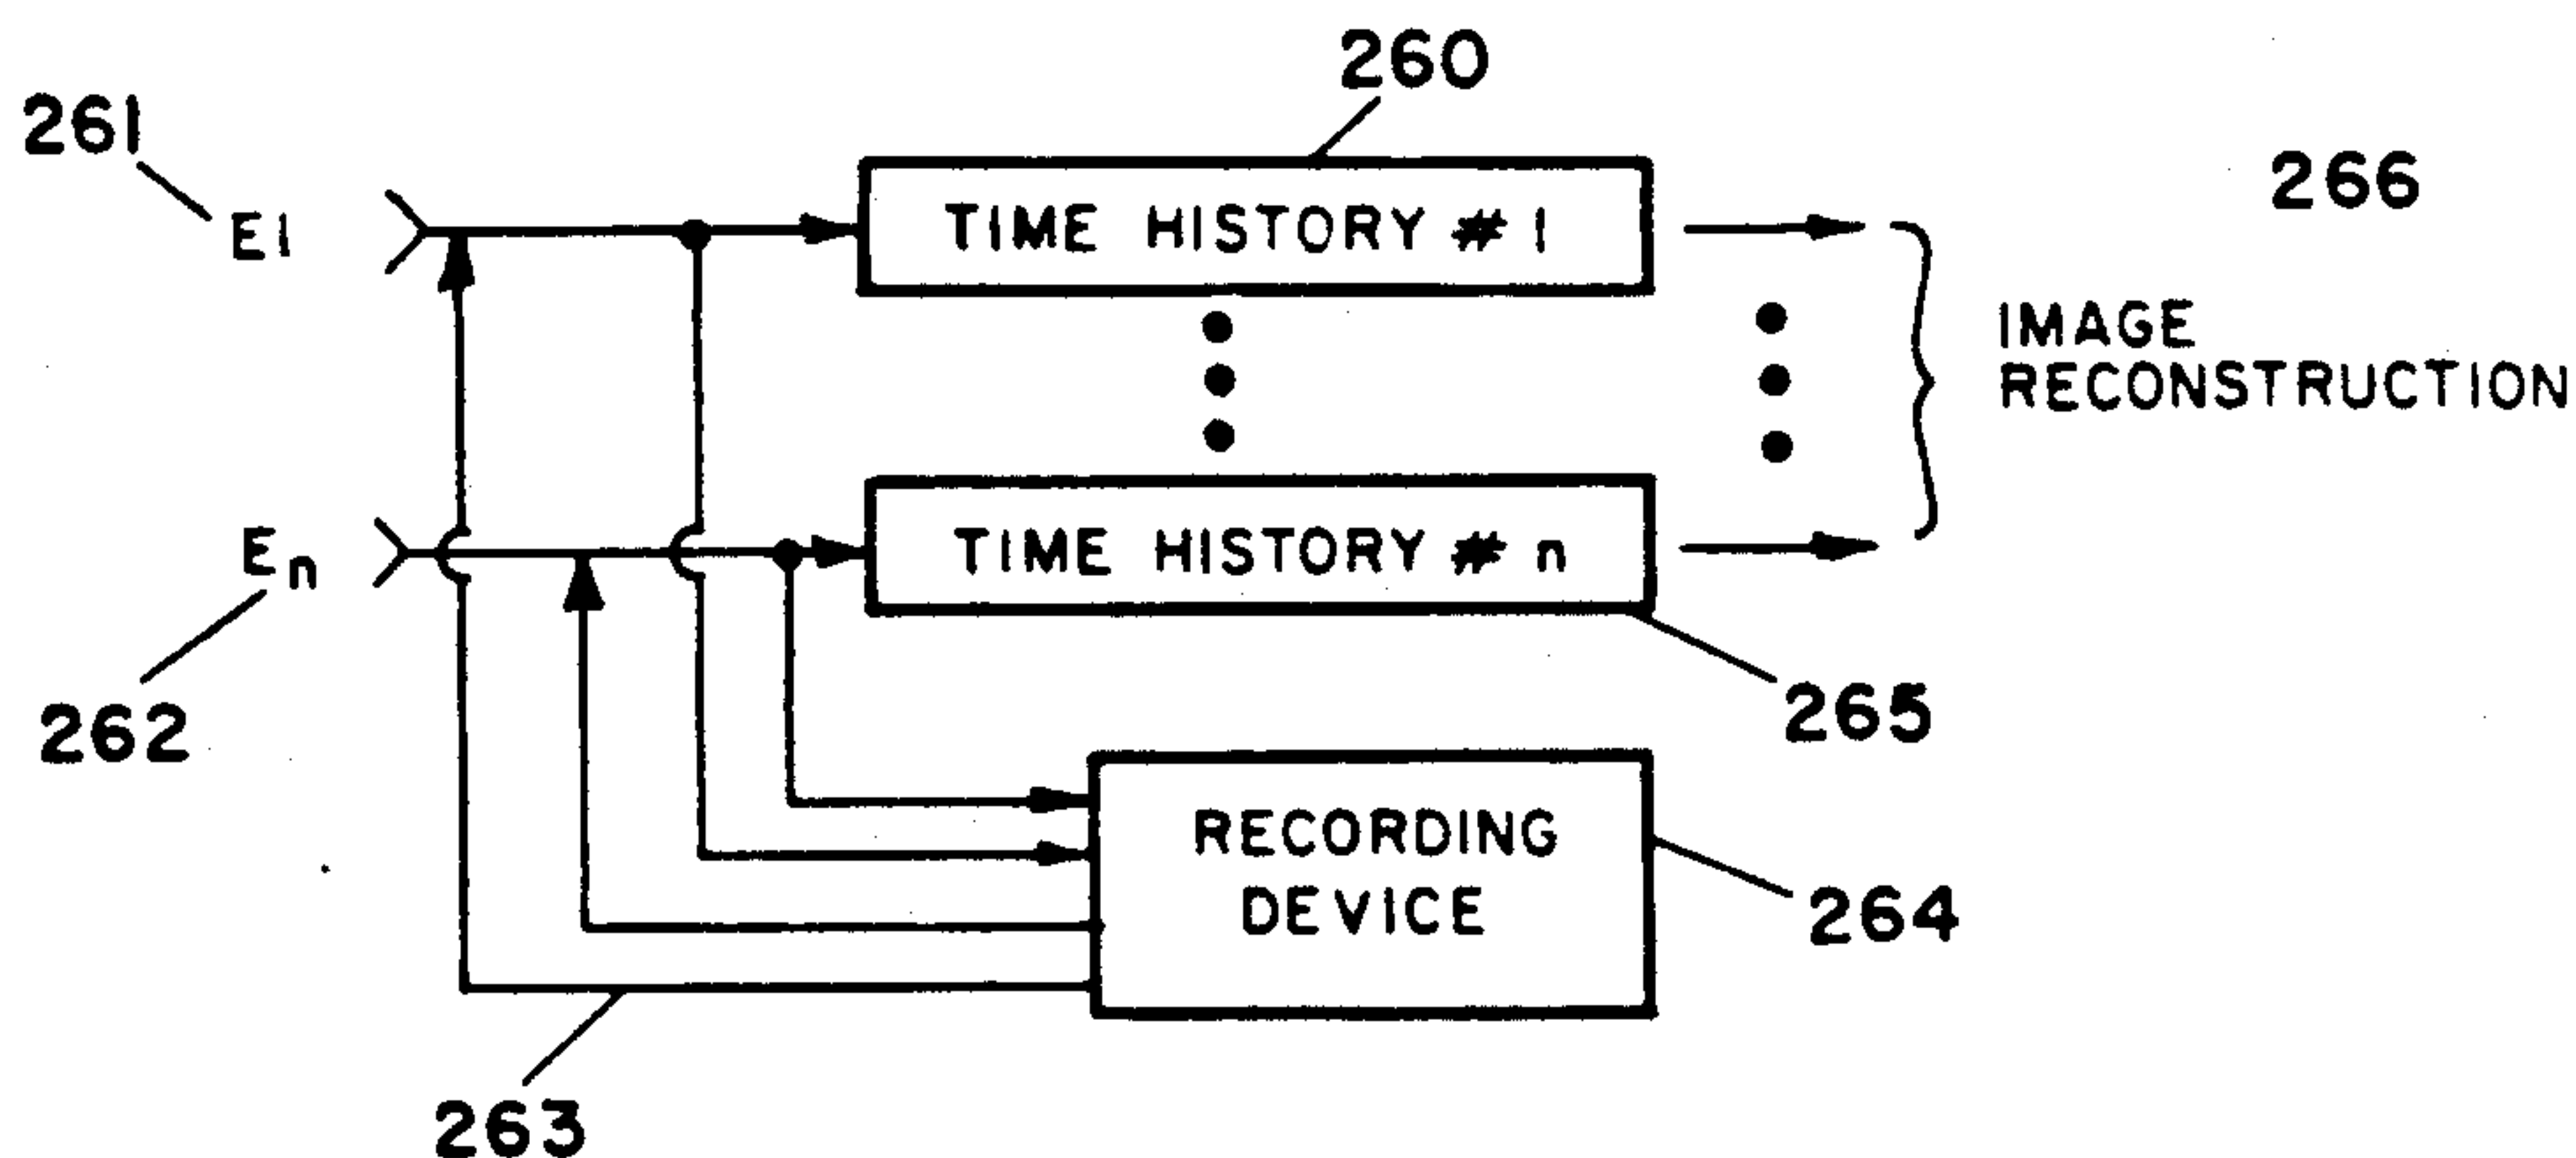 260
261
266
E1
TIME HISTORY # 1
IMAGE
RECONSTRUCTION
En
TIME HISTORY # n
262
265
RECORDING
DEVICE
264
263